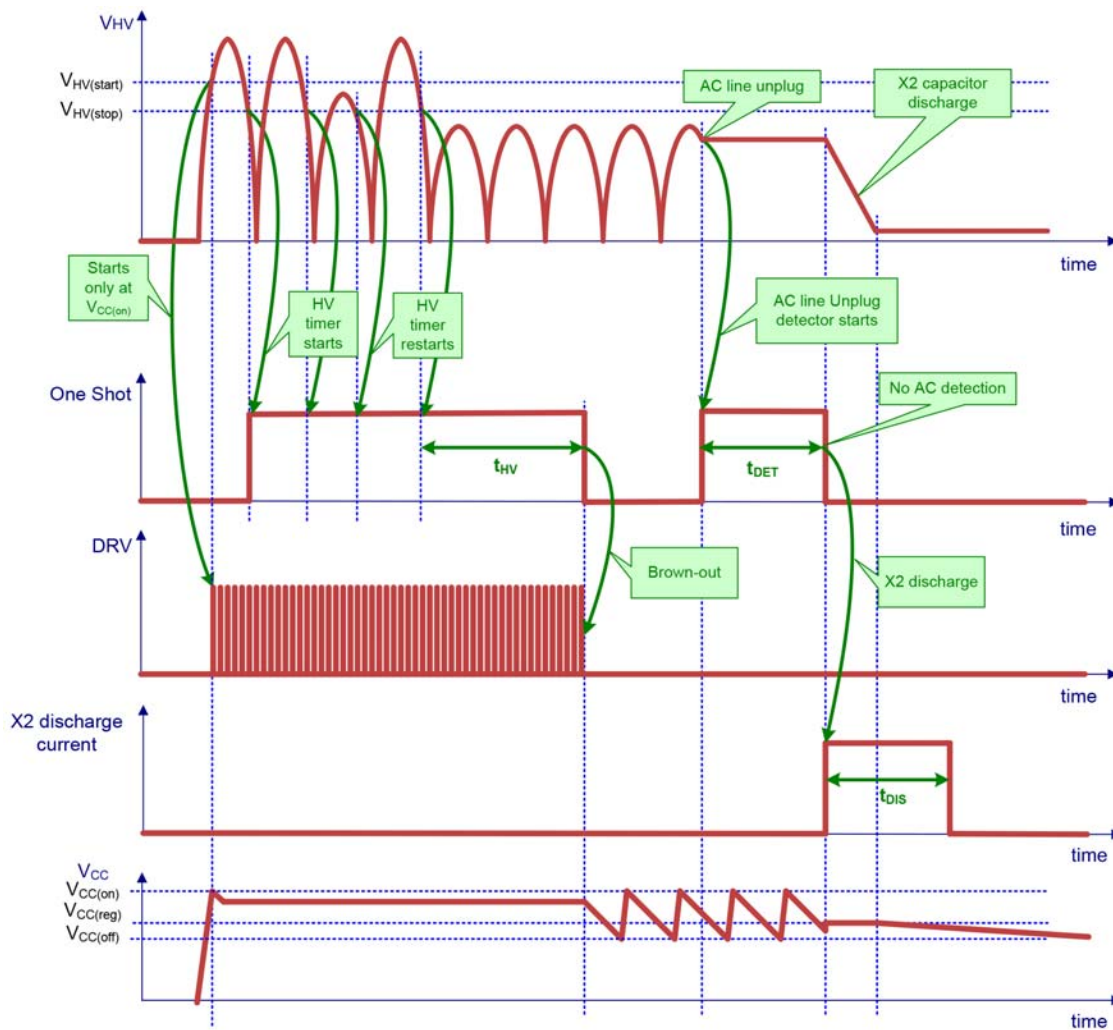 VHV
VHV(start)
VHV(stop)
AC line unplug
X2 capacitor
discharge
time
Starts
only at
VCC(on)
HV
timer
starts
HV
timer
restarts
AC line Unplug
detector starts
One Shot
No AC detection
tHV
tDET
time
DRV
Brown-out
X2 discharge
time
X2 discharge
current
tDIS
time
VCC
VCC(on)
VCC(reg)
VCC(off)
time